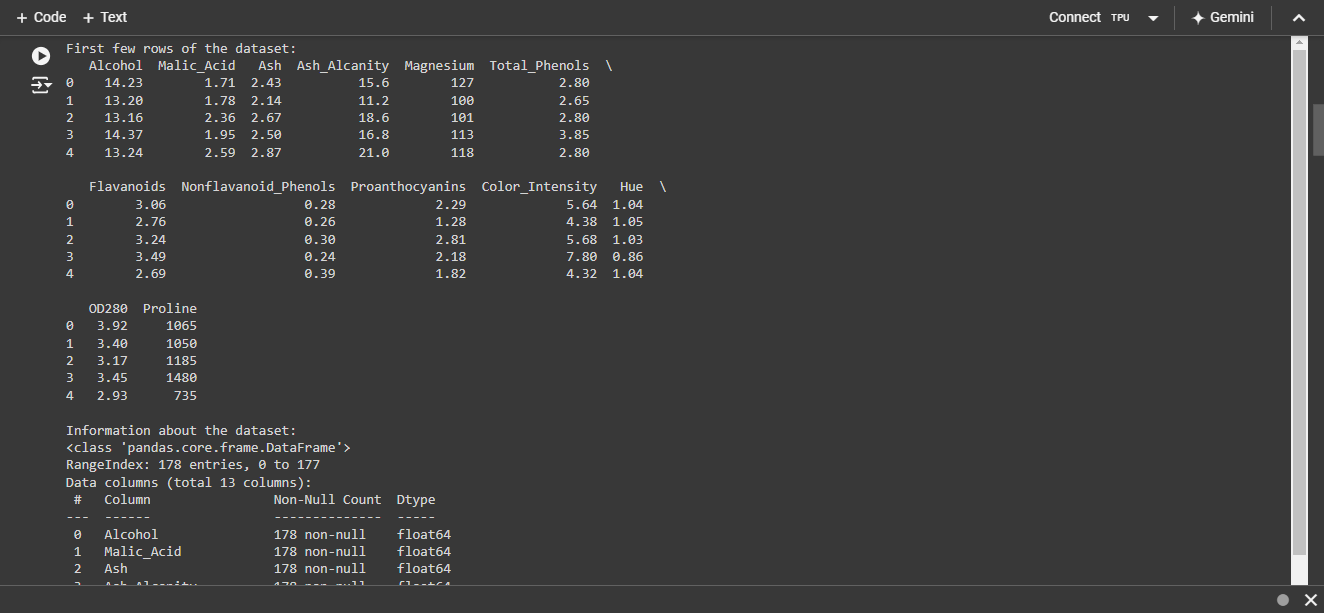 + Code + Text Connect TPU Gemini
First few rows of the dataset:
   Alcohol  Malic_Acid   Ash  Ash_Alcanity  Magnesium  Total_Phenols  \
0    14.23        1.71  2.43          15.6        127           2.80
1    13.20        1.78  2.14          11.2        100           2.65
2    13.16        2.36  2.67          18.6        101           2.80
3    14.37        1.95  2.50          16.8        113           3.85
4    13.24        2.59  2.87          21.0        118           2.80
   Flavanoids  Nonflavanoid_Phenols  Proanthocyanins  Color_Intensity   Hue  \
0        3.06                  0.28             2.29             5.64  1.04
1        2.76                  0.26             1.28             4.38  1.05
2        3.24                  0.30             2.81             5.68  1.03
3        3.49                  0.24             2.18             7.80  0.86
4        2.69                  0.39             1.82             4.32  1.04
   OD280  Proline
0   3.92     1065
1   3.40     1050
2   3.17     1185
3   3.45     1480
4   2.93      735
Information about the dataset:
<class 'pandas.core.frame.DataFrame'>
RangeIndex: 178 entries, 0 to 177
Data columns (total 13 columns):
 #   Column                Non-Null Count  Dtype
---  ------                --------------  -----
 0   Alcohol               178 non-null    float64
 1   Malic_Acid            178 non-null    float64
 2   Ash                   178 non-null    float64
 3   Ash_Alcanity          178 non-null    float64